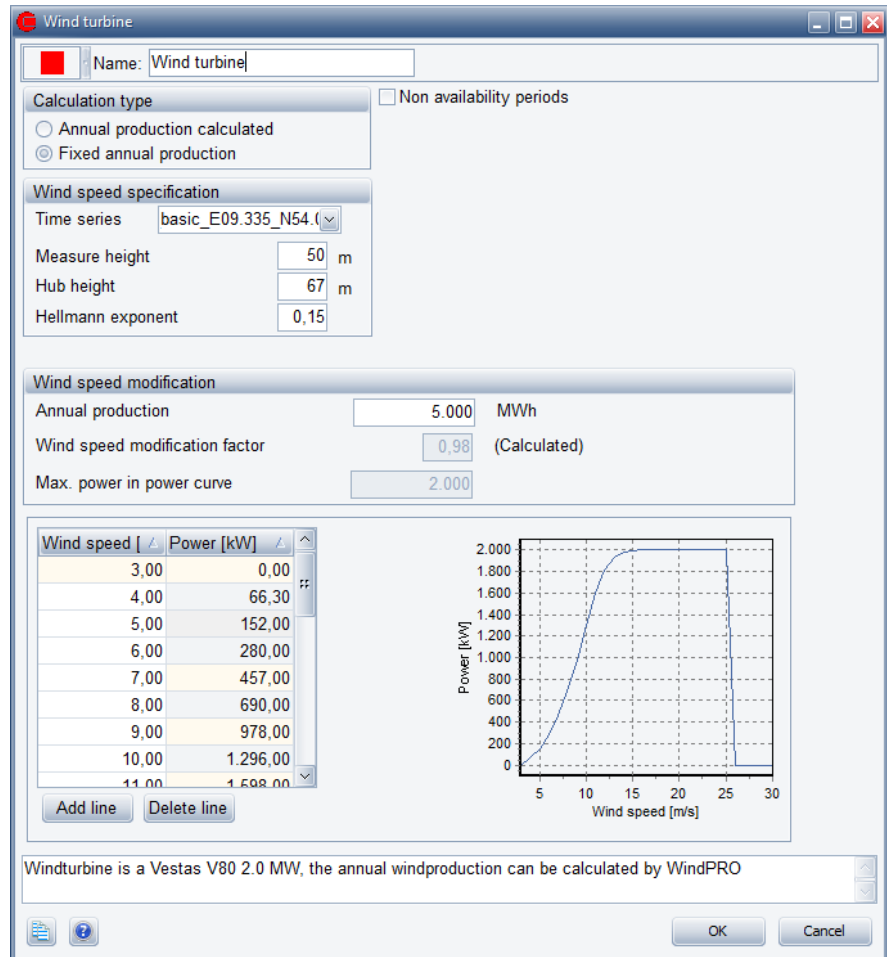 Wind turbine
Name: Wind turbine
Calculation type
Non availability periods
Annual production calculated
Fixed annual production
Wind speed specification
Time series basic_E09.335_N54.(
Measure height 50 m
Hub height 67 m
Hellmann exponent 0,15
Wind speed modification
Annual production 5.000 MWh
Wind speed modification factor 0,98 (Calculated)
Max. power in power curve 2.000
Wind speed [ Power [kW]
3,00 0,00
4,00 66,30
5,00 152,00
6,00 280,00
7,00 457,00
8,00 690,00
9,00 978,00
10,00 1.296,00
11,00 1.598,00
Add line Delete line
Power [kW]
2.000
1.800
1.600
1.400
1.200
1.000
800
600
400
200
0
5 10 15 20 25 30
Wind speed [m/s]
Windturbine is a Vestas V80 2.0 MW, the annual windproduction can be calculated by WindPRO
OK Cancel